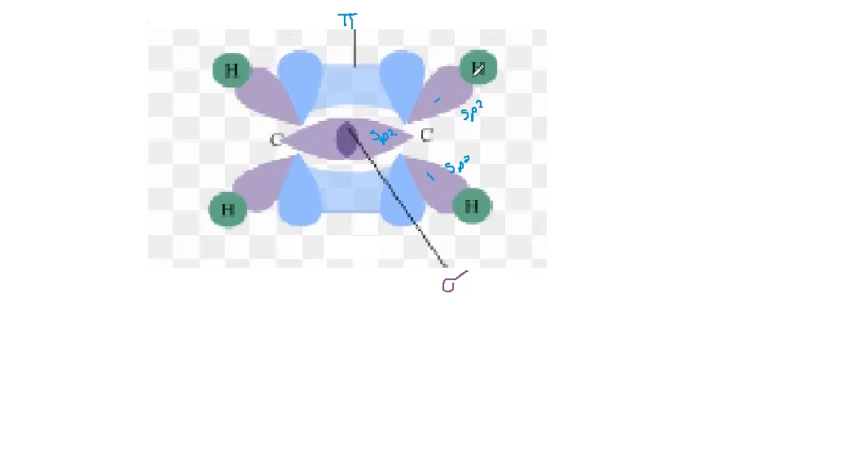 π
H H
sp²
C sp² C
sp²
H H
σ